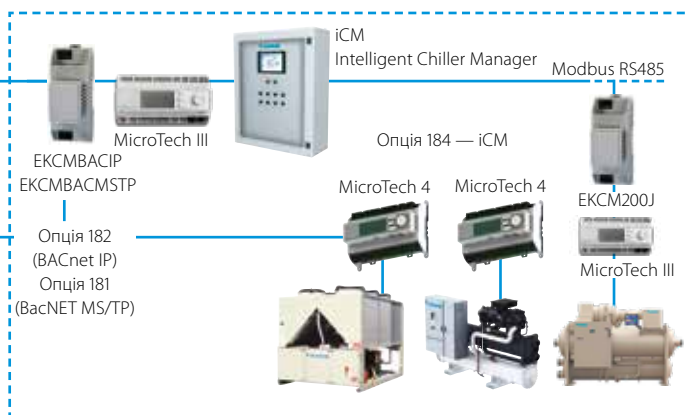 iCM
Intelligent Chiller Manager
Modbus RS485
MicroTech III
Опція 184 — iCM
EKCMBACIP
EKCMBACMSTP
MicroTech 4
MicroTech 4
EKCM200J
Опція 182
(BACnet IP)
Опція 181
(BacNET MS/TP)
MicroTech III